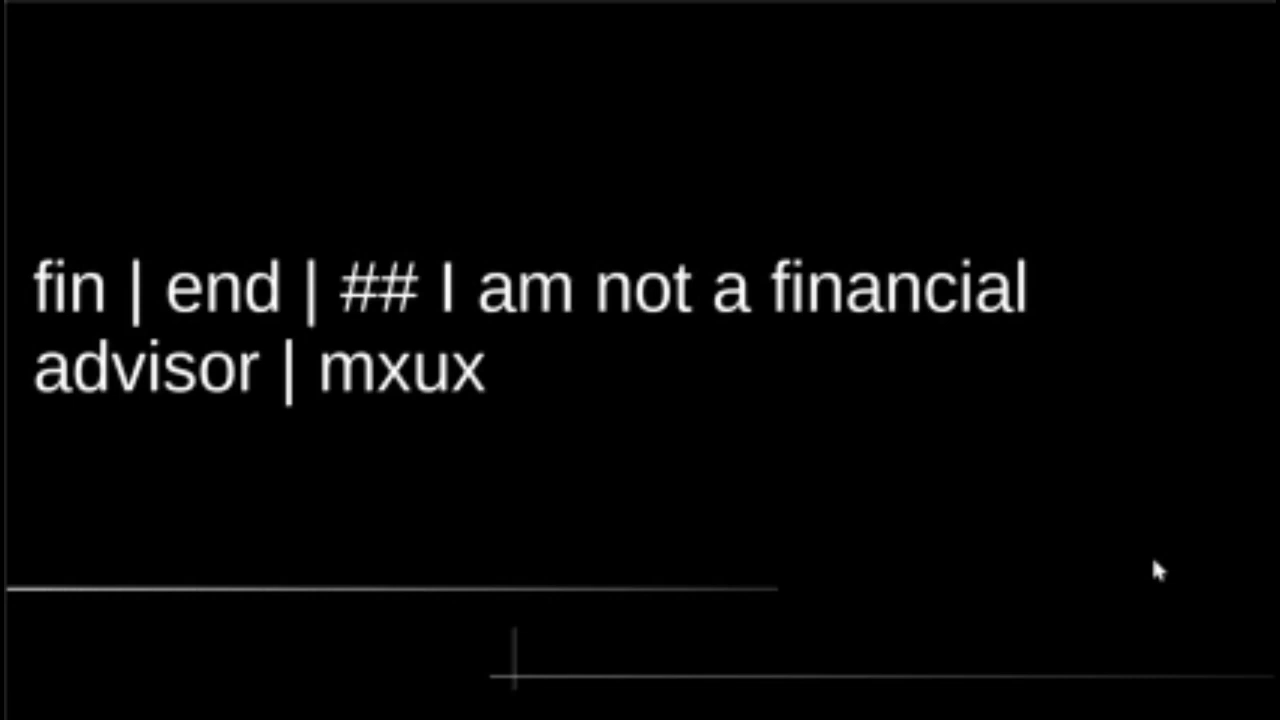 fin | end | ## I am not a financial
advisor | mxux